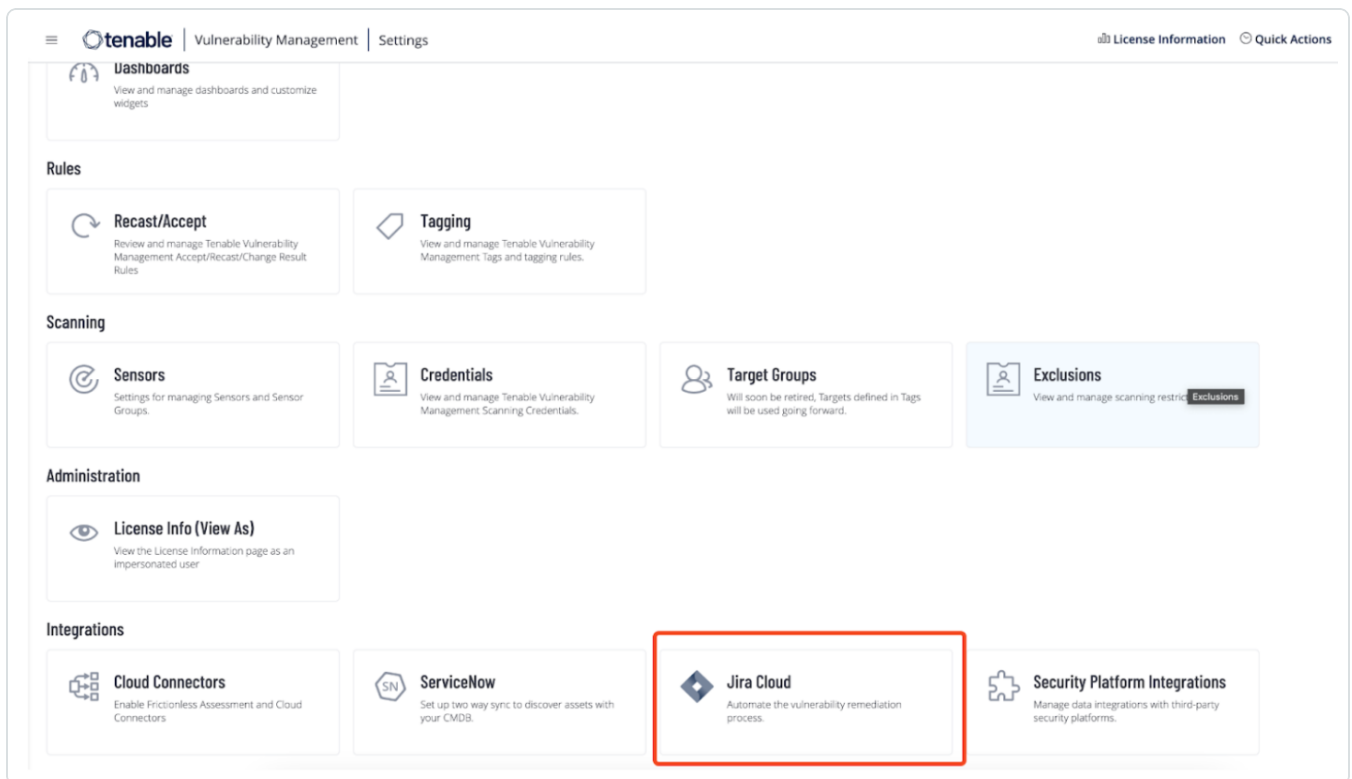 tenable | Vulnerability Management | Settings
License Information Quick Actions
Dashboards
View and manage dashboards and customize
widgets
Rules
Recast/Accept
Review and manage Tenable Vulnerability
Management Accept/Recast/Change Result
Rules
Tagging
View and manage Tenable Vulnerability
Management Tags and tagging rules.
Scanning
Sensors
Settings for managing Sensors and Sensor
Groups.
Credentials
View and manage Tenable Vulnerability
Management Scanning Credentials.
Target Groups
Will soon be retired, Targets defined in Tags
will be used going forward.
Exclusions
View and manage scanning restric
Exclusions
Administration
License Info (View As)
View the License Information page as an
impersonated user
Integrations
Cloud Connectors
Enable Frictionless Assessment and Cloud
Connectors
SN
ServiceNow
Set up two way sync to discover assets with
your CMDB.
Jira Cloud
Automate the vulnerability remediation
process.
Security Platform Integrations
Manage data integrations with third-party
security platforms.